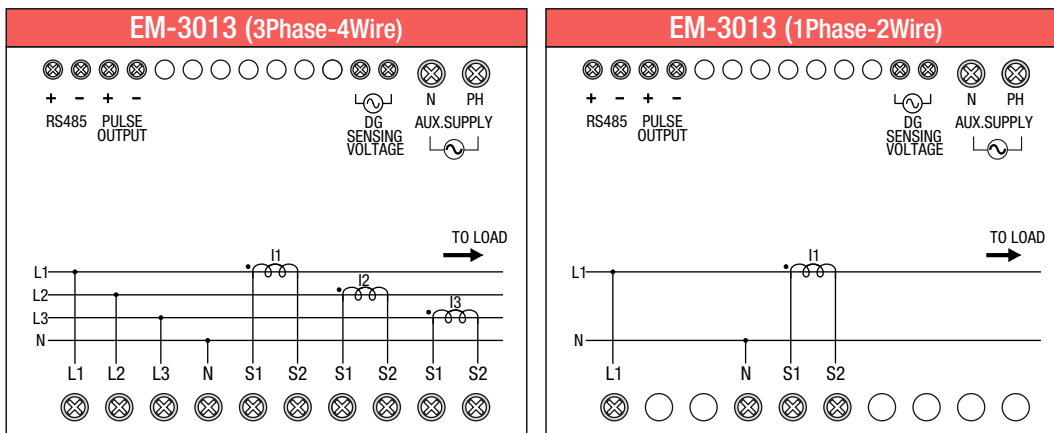 EM-3013 (3Phase-4Wire)
+ − + −
N PH
RS485
PULSE
OUTPUT
DG
SENSING
VOLTAGE
AUX.SUPPLY
TO LOAD
I1
L1
I2
L2
I3
L3
N
L1 L2 L3 N S1 S2 S1 S2 S1 S2
EM-3013 (1Phase-2Wire)
+ − + −
N PH
RS485
PULSE
OUTPUT
DG
SENSING
VOLTAGE
AUX.SUPPLY
TO LOAD
I1
L1
N
L1 N S1 S2